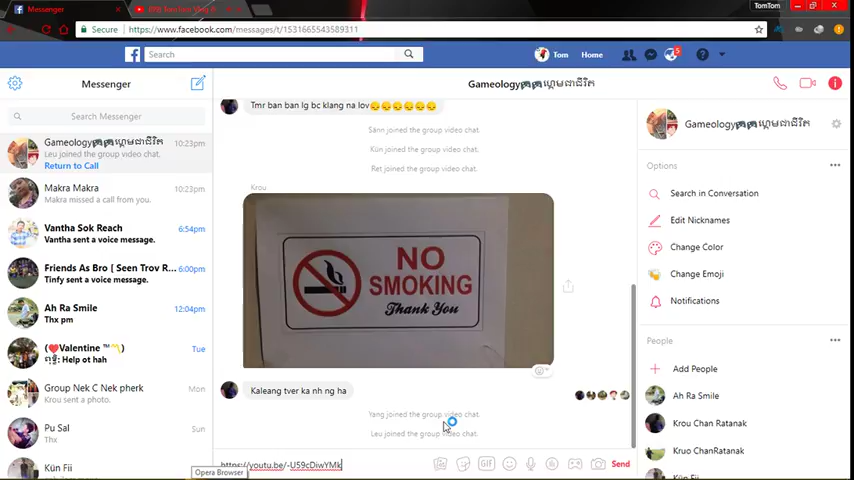 Messenger
TomTom
Secure
https://www.facebook.com/messages/t/1531665543589311
Search
Tom
Home
5
Messenger
Search Messenger
Gameology
10:23pm
Leu joined the group video chat.
Return to Call
Makra Makra
10:23pm
Makra missed a call from you.
Vantha Sok Reach
6:54pm
Vantha sent a voice message.
Friends As Bro [ Seen Trov R...
6:00pm
Tinfy sent a voice message.
Ah Ra Smile
12:04pm
Thx pm
(❤Valentine ™〽)
Tue
Help ot hah
Group Nek C Nek pherk
Mon
Krou sent a photo.
Pu Sal
Sun
Thx
Kün Fii
Opera Browser
Gameology
Tmr ban ban lg bc klang na lov😞😞😞😞😞😞
Sánn joined the group video chat.
Kün joined the group video chat.
Ret joined the group video chat.
Krou
NO
SMOKING
Thank You
Kaleang tver ka nh ng ha
Yang joined the group video chat.
Leu joined the group video chat.
https://youtu.be/-U59cDiwYMk
GIF
Send
Gameology
Options
Search in Conversation
Edit Nicknames
Change Color
Change Emoji
Notifications
People
Add People
Ah Ra Smile
Krou Chan Ratanak
Kruo ChanRatanak
Kün Fii